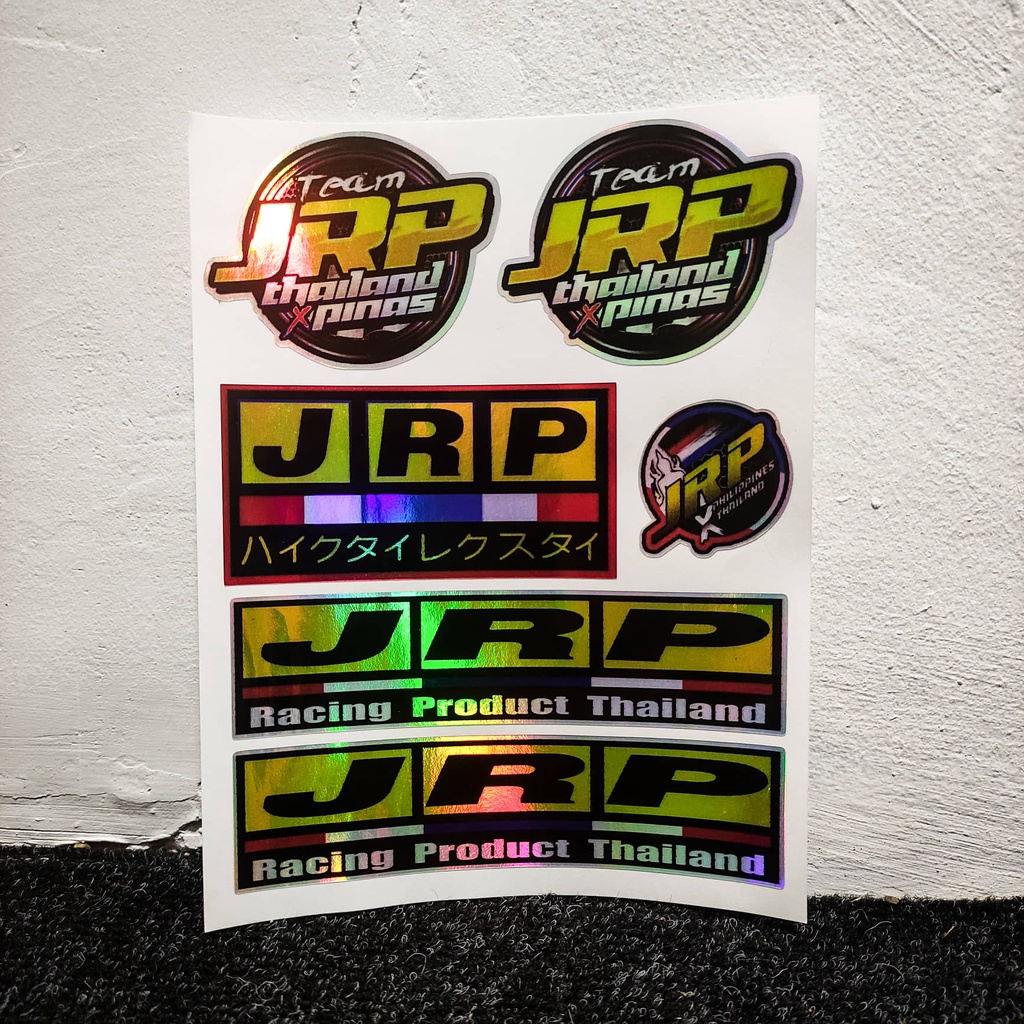 Team
JRP
thailand
x pinas
Team
JRP
thailand
x pinas
J R P
ハイクタイレクスタイ
JRP
X PHILIPPINES
THAILAND
JRP
Racing Product Thailand
JRP
Racing Product Thailand